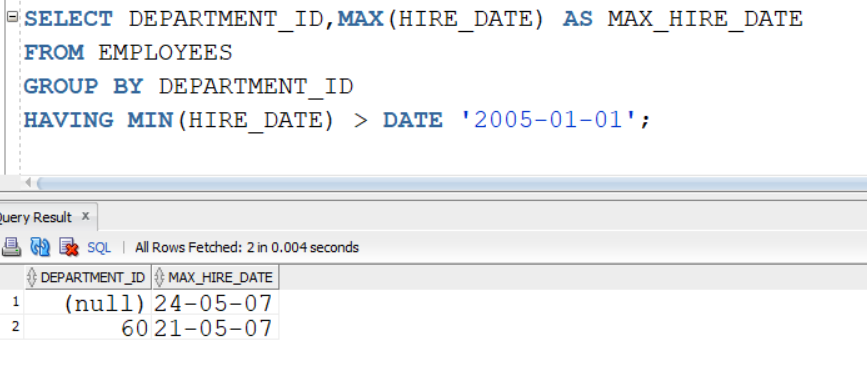 SELECT DEPARTMENT_ID,MAX(HIRE_DATE) AS MAX_HIRE_DATE
FROM EMPLOYEES
GROUP BY DEPARTMENT_ID
HAVING MIN(HIRE_DATE) > DATE '2005-01-01';
Query Result x
SQL | All Rows Fetched: 2 in 0.004 seconds
DEPARTMENT_ID MAX_HIRE_DATE
1 (null) 24-05-07
2 60 21-05-07